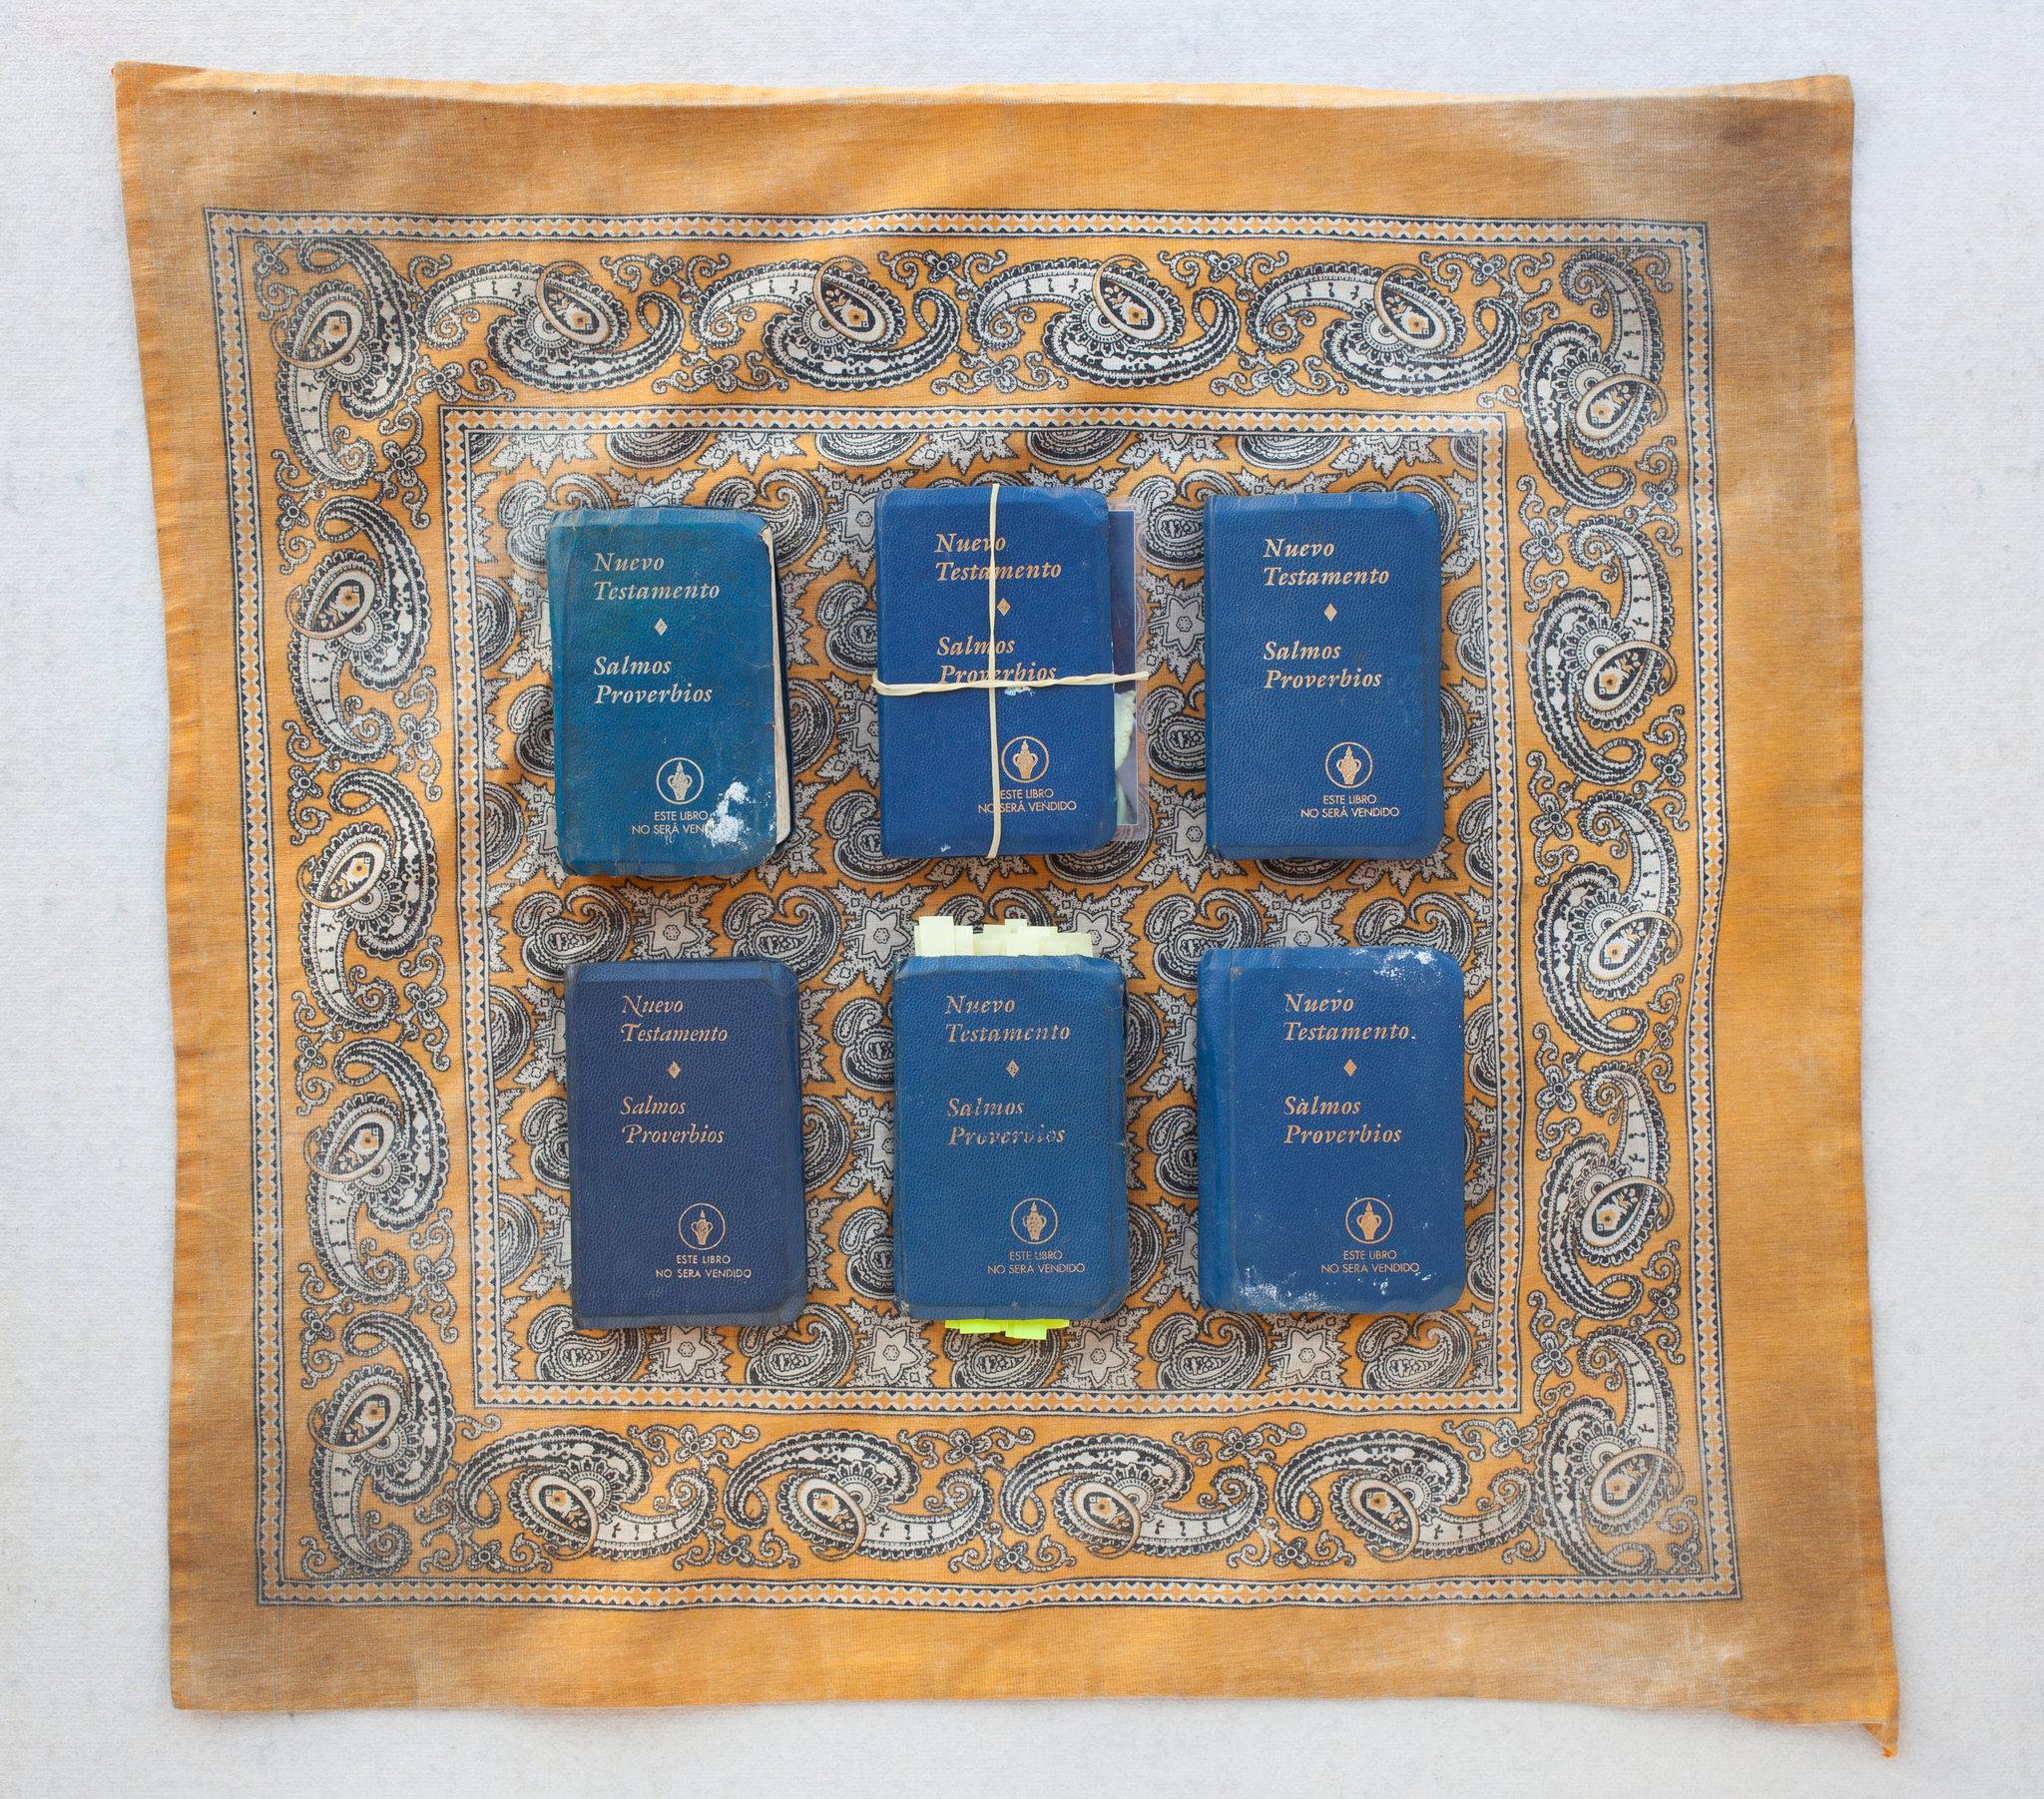 Nuevo
Testamento
Salmos
Proverbios
ESTE LIBRO
NO SERÁ VEN
Nuevo
Testamento
Salmos
Proverbios
ESTE LIBRO
NO SERÁ VENDIDO
Nuevo
Testamento
Salmos
Proverbios
ESTE LIBRO
NO SERÁ VENDIDO
Nuevo
Testamento
Salmos
Proverbios
ESTE LIBRO
NO SERÁ VENDIDO
Nuevo
Testamento
Salmos
Proverbios
ESTE LIBRO
NO SERÁ VENDIDO
Nuevo
Testamento
Salmos
Proverbios
ESTE LIBRO
NO SERÁ VENDIDO